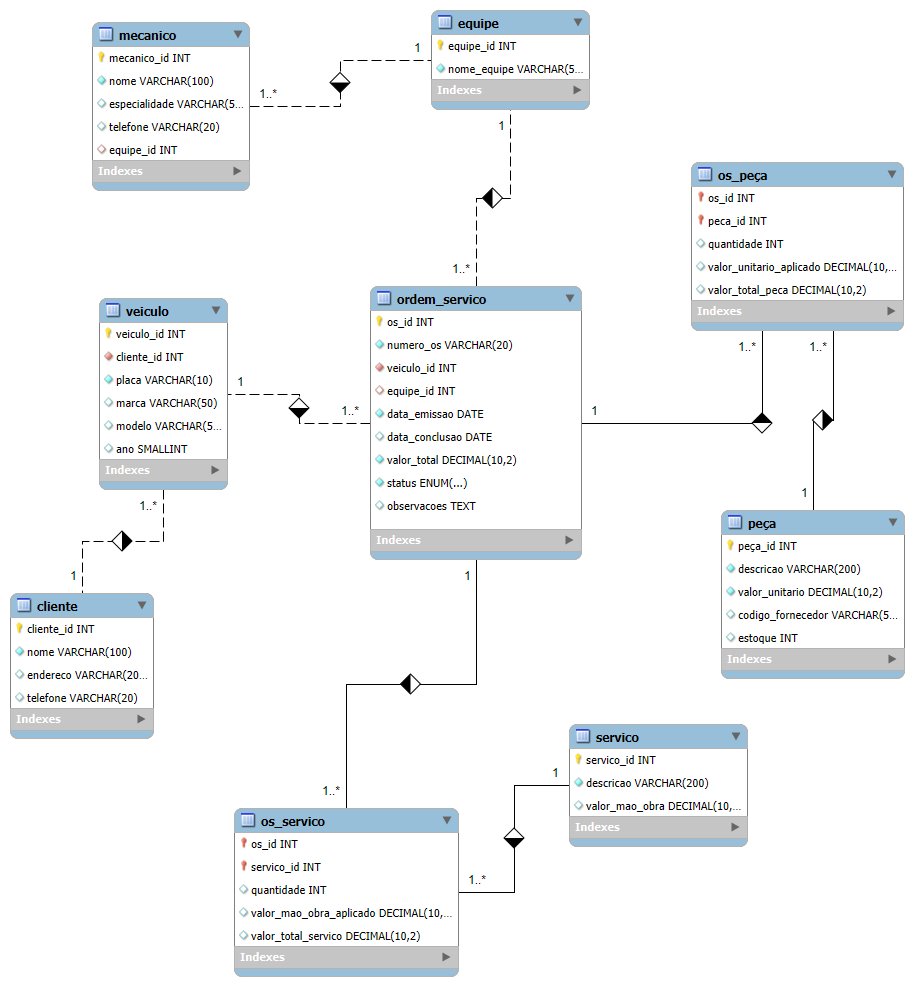 mecanico
mecanico_id INT
nome VARCHAR(100)
especialidade VARCHAR(5...
telefone VARCHAR(20)
equipe_id INT
Indexes
1..*
1
equipe
equipe_id INT
nome_equipe VARCHAR(5...
Indexes
1
1..*
os_peça
os_id INT
peca_id INT
quantidade INT
valor_unitario_aplicado DECIMAL(10,...
valor_total_peca DECIMAL(10,2)
Indexes
1..*
1..*
veiculo
veiculo_id INT
cliente_id INT
placa VARCHAR(10)
marca VARCHAR(50)
modelo VARCHAR(5...
ano SMALLINT
Indexes
1
1..*
1..*
1
ordem_servico
os_id INT
numero_os VARCHAR(20)
veiculo_id INT
equipe_id INT
data_emissao DATE
data_conclusao DATE
valor_total DECIMAL(10,2)
status ENUM(...)
observacoes TEXT
Indexes
1
1
1
peça
peça_id INT
descricao VARCHAR(200)
valor_unitario DECIMAL(10,2)
codigo_fornecedor VARCHAR(5...
estoque INT
Indexes
cliente
cliente_id INT
nome VARCHAR(100)
endereco VARCHAR(20...
telefone VARCHAR(20)
Indexes
servico
servico_id INT
descricao VARCHAR(200)
valor_mao_obra DECIMAL(10,...
Indexes
1
1..*
1..*
os_servico
os_id INT
servico_id INT
quantidade INT
valor_mao_obra_aplicado DECIMAL(10,...
valor_total_servico DECIMAL(10,2)
Indexes